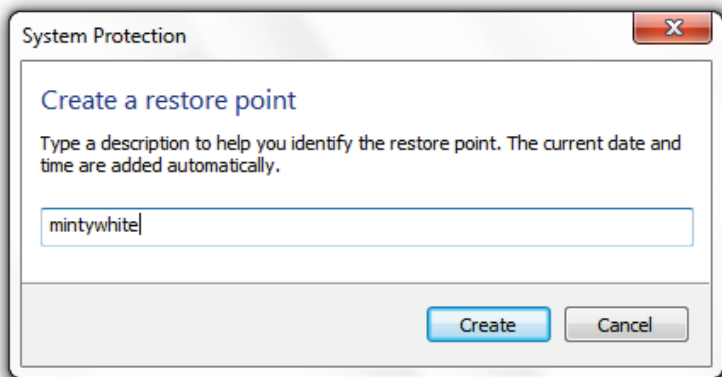 System Protection
Create a restore point
Type a description to help you identify the restore point. The current date and
time are added automatically.
mintywhite
Create
Cancel